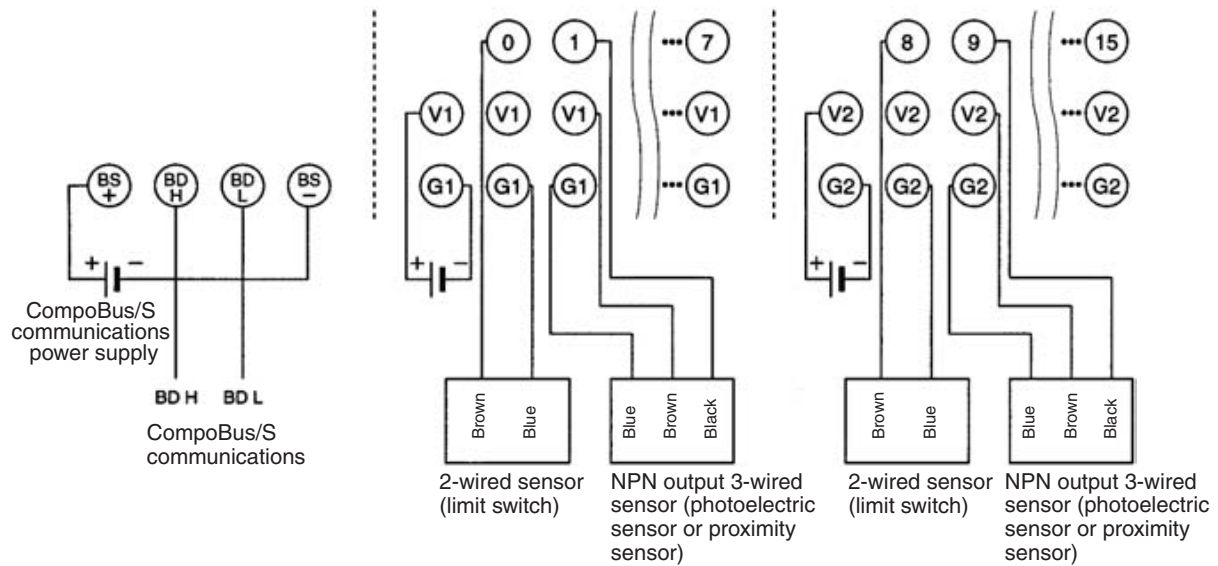 0 1 ••• 7 8 9 ••• 15
V1 V1 V1 ••• V1 V2 V2 V2 ••• V2
BS + BD H BD L BS – G1 G1 G1 ••• G1 G2 G2 G2 ••• G2
+ –
+ –
+ –
CompoBus/S
communications
power supply
BD H BD L
CompoBus/S
communications
Brown Blue
Blue Brown Black
Brown Blue
Blue Brown Black
2-wired sensor
(limit switch)
NPN output 3-wired
sensor (photoelectric
sensor or proximity
sensor)
2-wired sensor
(limit switch)
NPN output 3-wired
sensor (photoelectric
sensor or proximity
sensor)